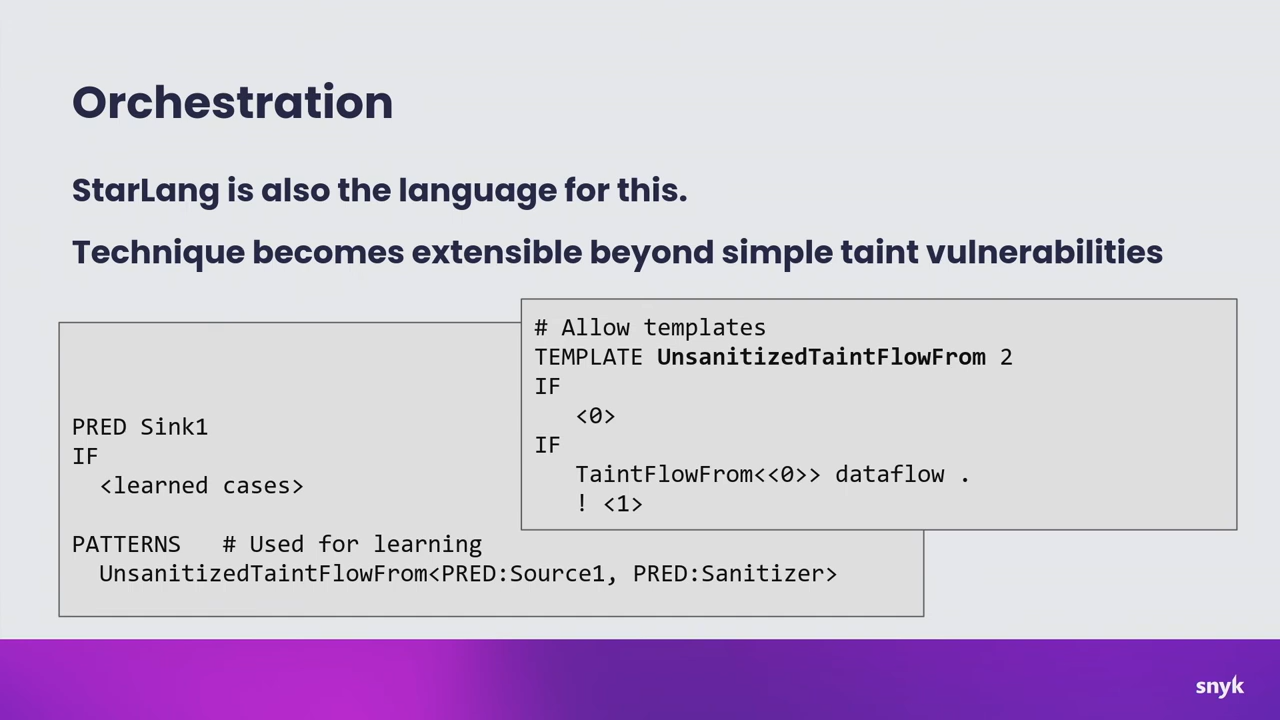 Orchestration
StarLang is also the language for this.
Technique becomes extensible beyond simple taint vulnerabilities
# Allow templates
TEMPLATE UnsanitizedTaintFlowFrom 2
IF
<0>
IF
TaintFlowFrom<<0>> dataflow .
! <1>
PRED Sink1
IF
<learned cases>
PATTERNS # Used for learning
UnsanitizedTaintFlowFrom<PRED:Source1, PRED:Sanitizer>
snyk